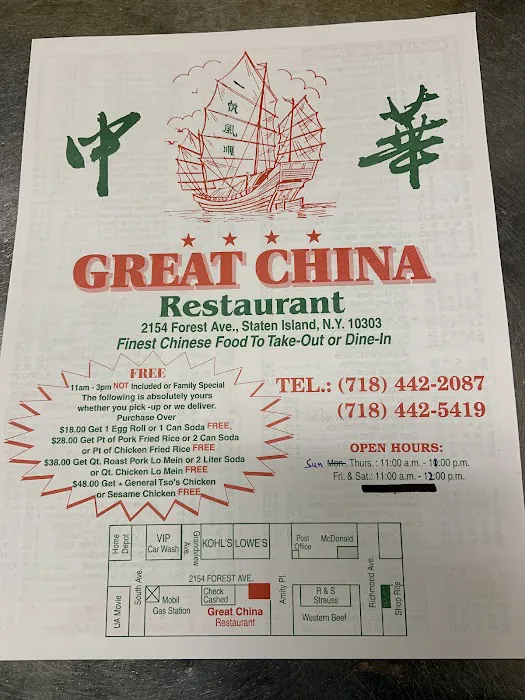 一
帆
風
順
中 華
GREAT CHINA
Restaurant
2154 Forest Ave., Staten Island, N.Y. 10303
Finest Chinese Food To Take-Out or Dine-In
FREE
11am - 3pm NOT Included or Family Special
The following is absolutely yours
whether you pick -up or we deliver.
Purchase Over
$18.00 Get 1 Egg Roll or 1 Can Soda FREE,
$28.00 Get Pt of Pork Fried Rice or 2 Can Soda
or Pt of Chicken Fried Rice FREE
$38.00 Get Qt. Roast Pork Lo Mein or 2 Liter Soda
or Qt. Chicken Lo Mein FREE
$48.00 Get ★ General Tso's Chicken
or Sesame Chicken FREE
TEL.: (718) 442-2087
(718) 442-5419
OPEN HOURS:
Sun Mon. Thurs. : 11:00 a.m. - 10:00 p.m.
Fri. & Sat.: 11:00 a.m. - 12:00 p.m.
Home
Depot
VIP
Car Wash
Grandview
Ave.
KOHL'S
LOWE'S
Post
Office
McDonald
2154 FOREST AVE.
UA Movie
South Ave.
Mobil
Gas Station
Check
Cashed
Great China
Restaurant
Amity Pl.
R & S
Strauss
Western Beef
Richmond Ave.
Shop Rite